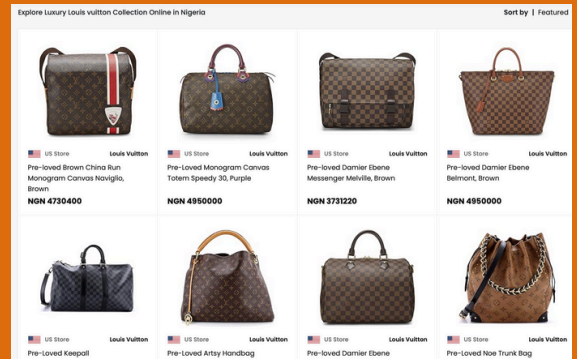 Explore Luxury Louis vuitton Collection Online in Nigeria
Sort by | Featured
US Store Louis Vuitton
Pre-loved Brown China Run
Monogram Canvas Naviglio,
Brown
NGN 4730400
US Store Louis Vuitton
Pre-Loved Monogram Canvas
Totem Speedy 30, Purple
NGN 4950000
US Store Louis Vuitton
Pre-loved Damier Ebene
Messenger Melville, Brown
NGN 3731220
US Store Louis Vuitton
Pre-loved Damier Ebene
Belmont, Brown
NGN 4950000
US Store Louis Vuitton
Pre-Loved Keepall
US Store Louis Vuitton
Pre-Loved Artsy Handbag
US Store Louis Vuitton
Pre-loved Damier Ebene
US Store Louis Vuitton
Pre-Loved Noe Trunk Bag